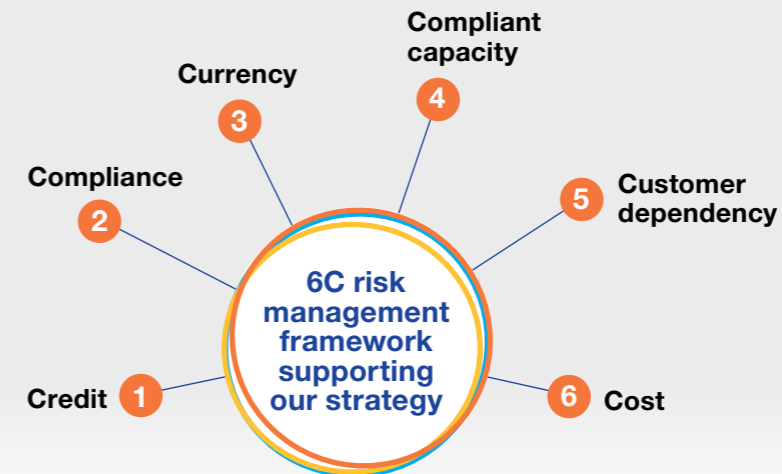 Compliant
capacity
4
Currency
3
Compliance
2
5
Customer
dependency
6C risk
management
framework
supporting
our strategy
Credit 1
6 Cost